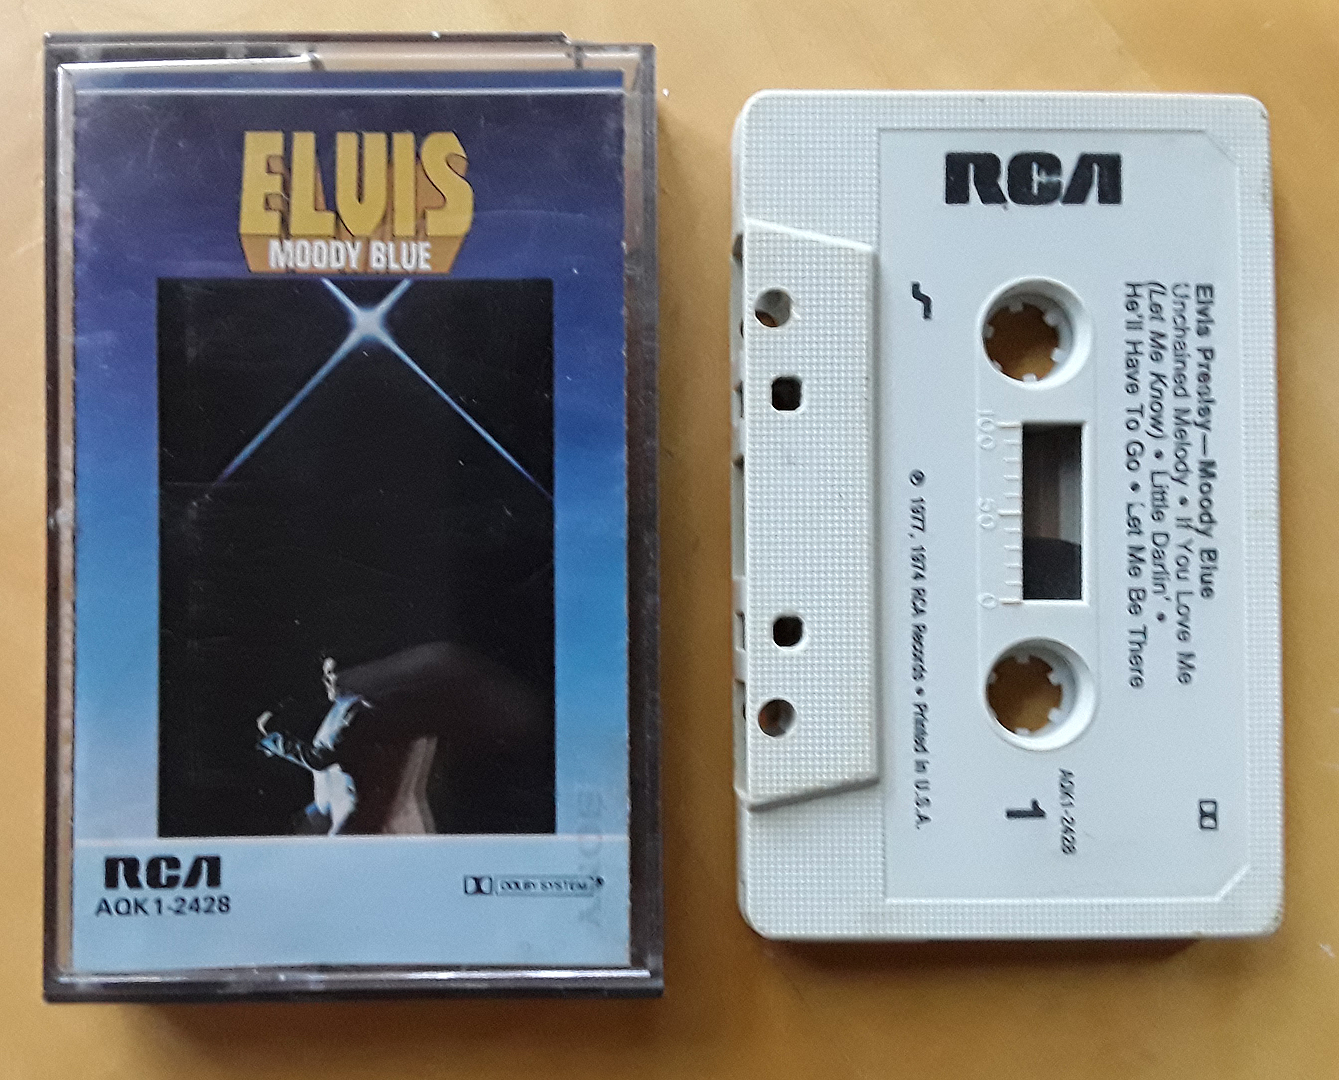 ELVIS
MOODY BLUE
RCA
AQK1-2428
DOLBY SYSTEM
SONY
RCA
Elvis Presley—Moody Blue
Unchained Melody • If You Love Me
(Let Me Know) • Little Darlin' •
He'll Have To Go • Let Me Be There
100 50 0
1
AQK1-2428
℗ 1977, 1974 RCA Records • Printed in U.S.A.